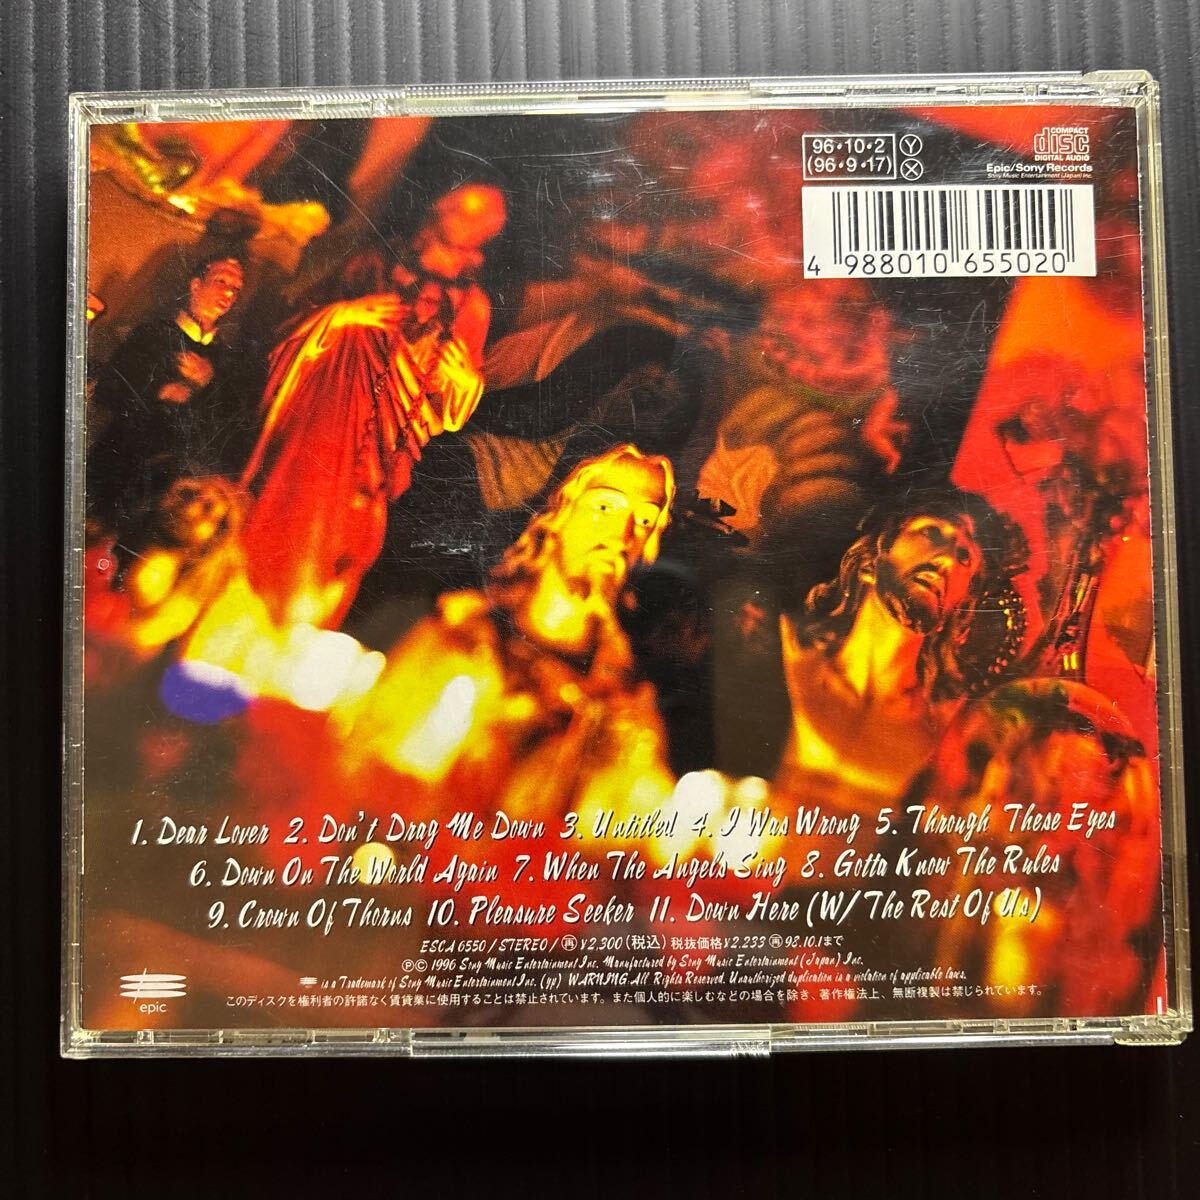 96・10・2 Y
(96・9・17) X
COMPACT
disc
DIGITAL AUDIO
Epic/Sony Records
Sony Music Entertainment (Japan) Inc.
4 988010 655020
1. Dear Lover 2. Don't Drag Me Down 3. Untitled 4. I Was Wrong 5. Through These Eyes
6. Down On The World Again 7. When The Angels Sing 8. Gotta Know The Rules
9. Crown Of Thorns 10. Pleasure Seeker 11. Down Here (W/ The Rest Of Us)
ESCA 6550 / STEREO / ㊞ ¥2,300(税込) 税抜価格¥2,233 再 98.10.1まで
ⓅⒸ 1996 Sony Music Entertainment Inc. Manufactured by Sony Music Entertainment (Japan) Inc.
is a Trademark of Sony Music Entertainment Inc. (yp) WARNING. All Rights Reserved. Unauthorized duplication is a violation of applicable laws.
このディスクを権利者の許諾なく賃貸業に使用することは禁止されています。また個人的に楽しむなどの場合を除き、著作権法上、無断複製は禁じられています。
epic